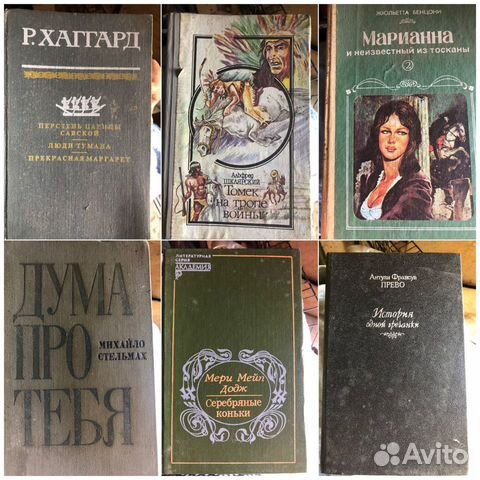 Р. ХАГГАРД
ПЕРСТЕНЬ ЦАРИЦЫ
САВСКОЙ
ЛЮДИ ТУМАНА
ПРЕКРАСНАЯ МАРГАРЕТ
Альфред
ШКЛЯРСКИЙ
Томек
на тропе
войны
ЖЮЛЬЕТТА БЕНЦОНИ
МАРИАННА
И НЕИЗВЕСТНЫЙ ИЗ ТОСКАНЫ
2
ДУМА
МИХАЙЛО
СТЕЛЬМАХ
ПРО
ТЕБЯ
ЛИТЕРАТУРНАЯ
СЕРИЯ
АКАДЕМИЯ
Мери Мейп
Додж
Серебряные
коньки
Антуан Франсуа
ПРЕВО
История
одной гречанки
Avito